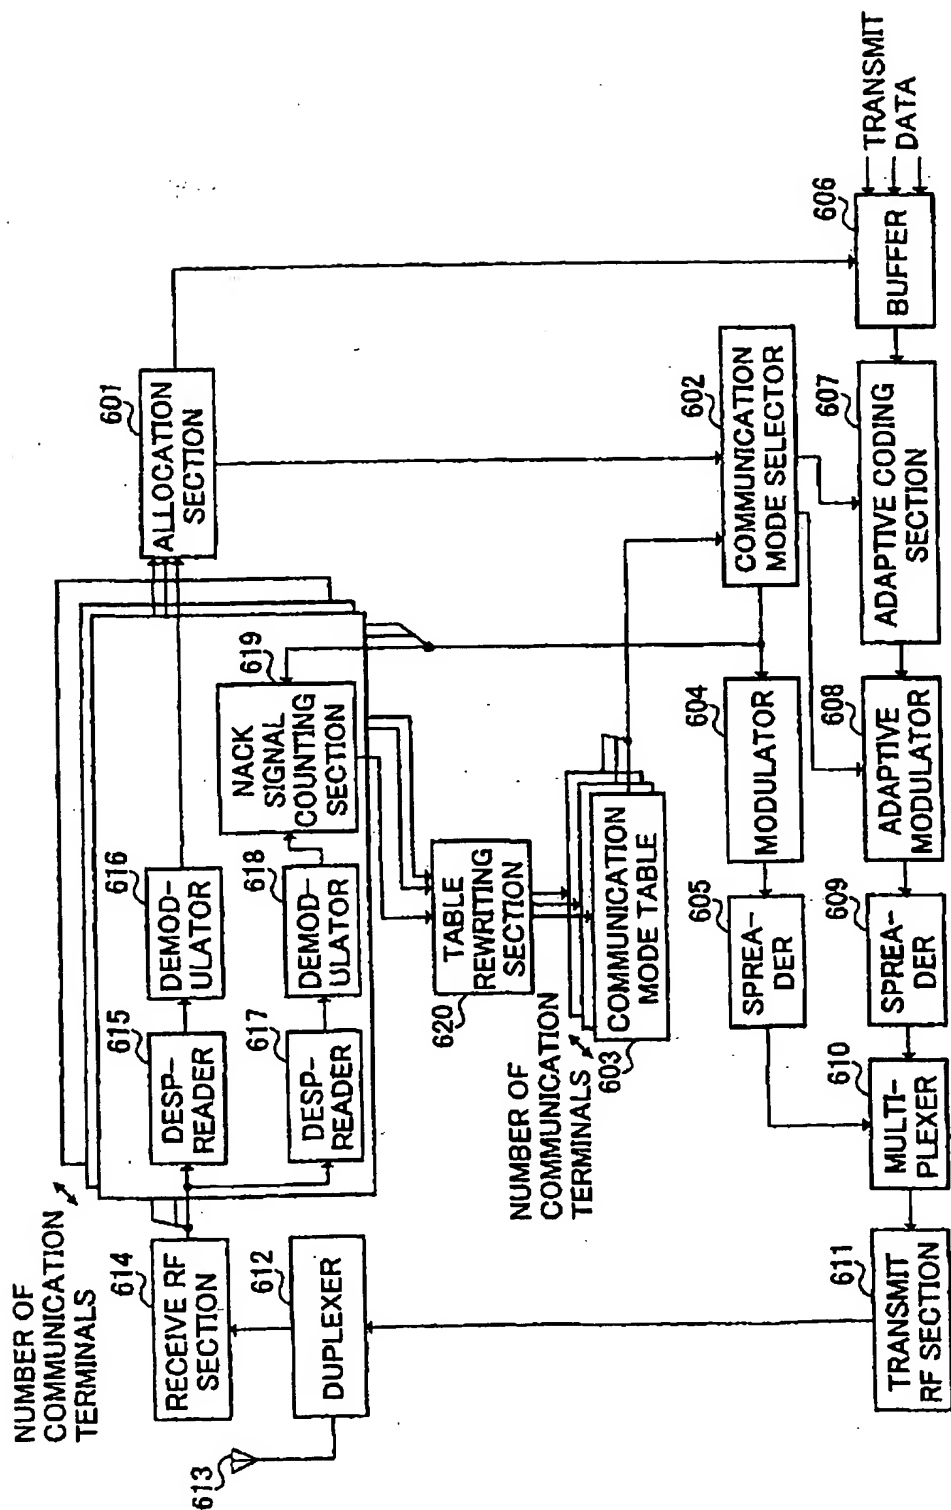 NUMBER OF
COMMUNICATION
TERMINALS
613
614
RECEIVE RF
SECTION
612
DUPLEXER
611
TRANSMIT
RF SECTION
615
DESP-
READER
616
DEMOD-
ULATOR
617
DESP-
READER
618
DEMOD-
ULATOR
619
NACK
SIGNAL
COUNTING
SECTION
601
ALLOCATION
SECTION
TABLE
REWRITING
SECTION
620
NUMBER OF
COMMUNICATION
TERMINALS
COMMUNICATION
MODE TABLE
603
602
COMMUNICATION
MODE SELECTOR
604
MODULATOR
605
SPREA-
DER
606
BUFFER
TRANSMIT
DATA
607
ADAPTIVE CODING
SECTION
608
ADAPTIVE
MODULATOR
609
SPREA-
DER
610
MULTI-
PLEXER